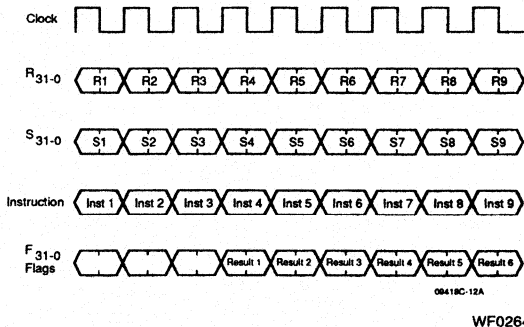 Clock
R31-0 R1 R2 R3 R4 R5 R6 R7 R8 R9
S31-0 S1 S2 S3 S4 S5 S6 S7 S8 S9
Instruction Inst 1 Inst 2 Inst 3 Inst 4 Inst 5 Inst 6 Inst 7 Inst 8 Inst 9
F31-0
Flags Result 1 Result 2 Result 3 Result 4 Result 5 Result 6
09418C-12A
WF026